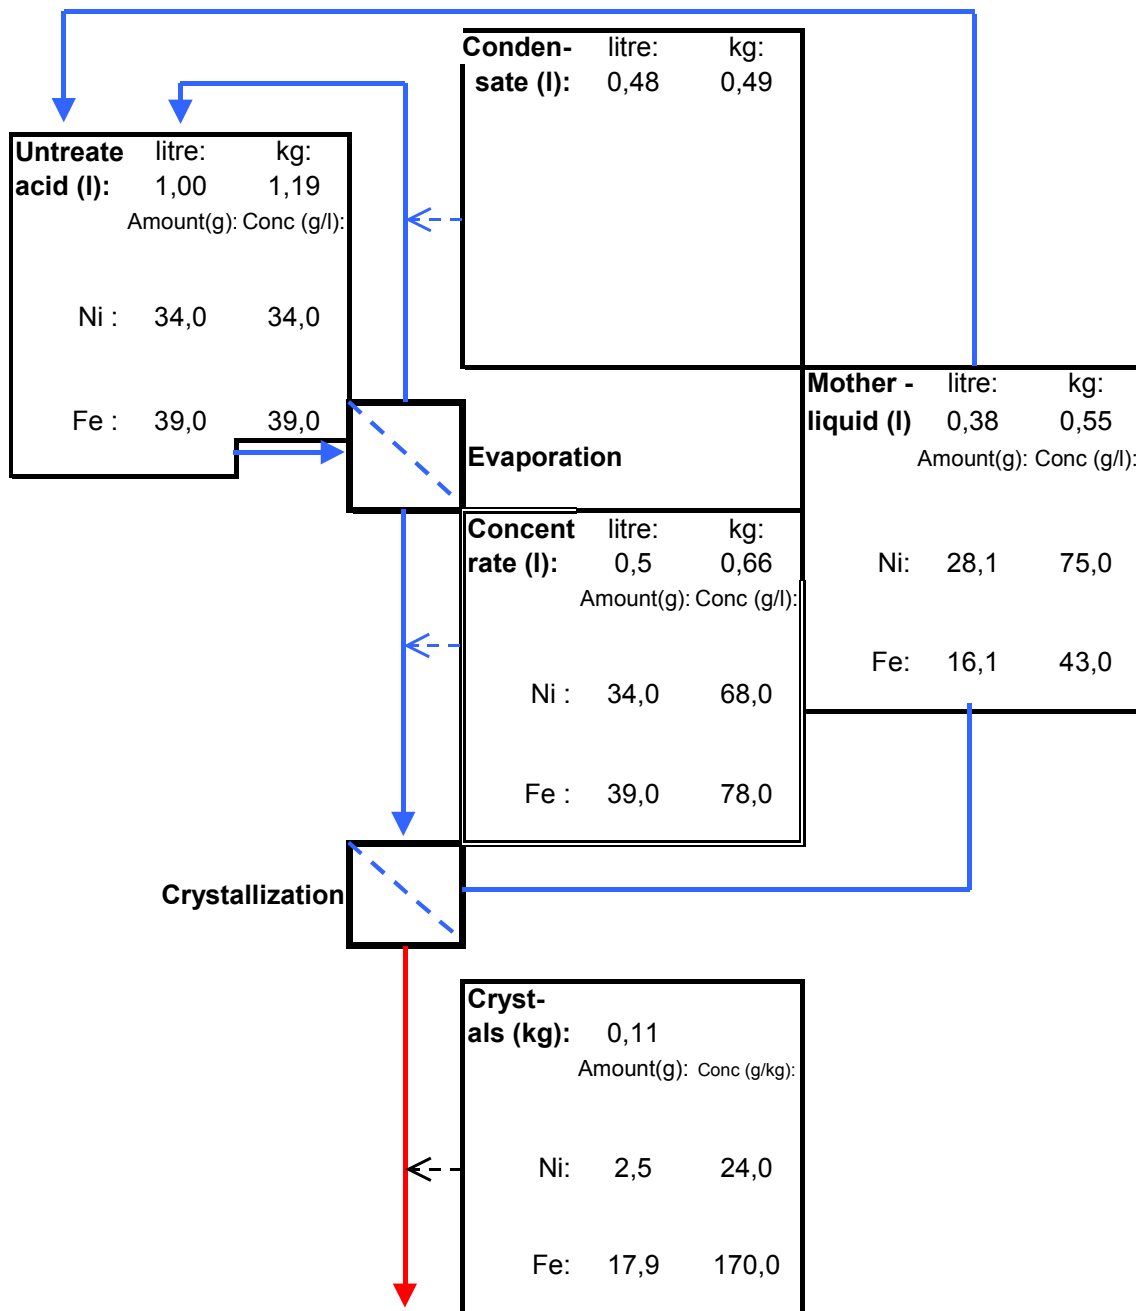 Conden- litre: kg:
sate (l): 0,48 0,49
Untreate litre: kg:
acid (l): 1,00 1,19
Amount(g): Conc (g/l):
Ni : 34,0 34,0
Fe : 39,0 39,0
Mother - litre: kg:
liquid (l) 0,38 0,55
Amount(g): Conc (g/l):
Ni: 28,1 75,0
Fe: 16,1 43,0
Evaporation
Concent litre: kg:
rate (l): 0,5 0,66
Amount(g): Conc (g/l):
Ni : 34,0 68,0
Fe : 39,0 78,0
Crystallization
Cryst-
als (kg): 0,11
Amount(g): Conc (g/kg):
Ni: 2,5 24,0
Fe: 17,9 170,0